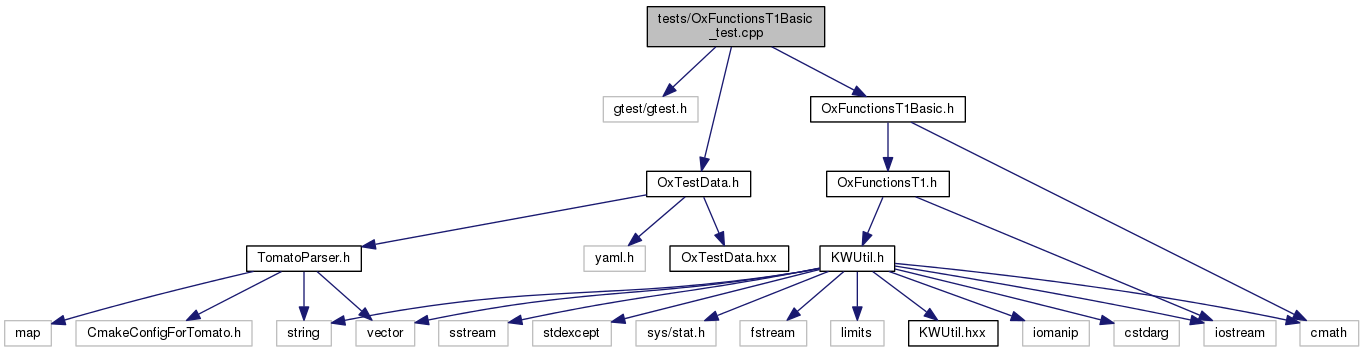 tests/OxFunctionsT1Basic
_test.cpp
gtest/gtest.h
OxFunctionsT1Basic.h
OxTestData.h
OxFunctionsT1.h
TomatoParser.h
yaml.h
OxTestData.hxx
KWUtil.h
map
CmakeConfigForTomato.h
string
vector
sstream
stdexcept
sys/stat.h
fstream
limits
KWUtil.hxx
iomanip
cstdarg
iostream
cmath